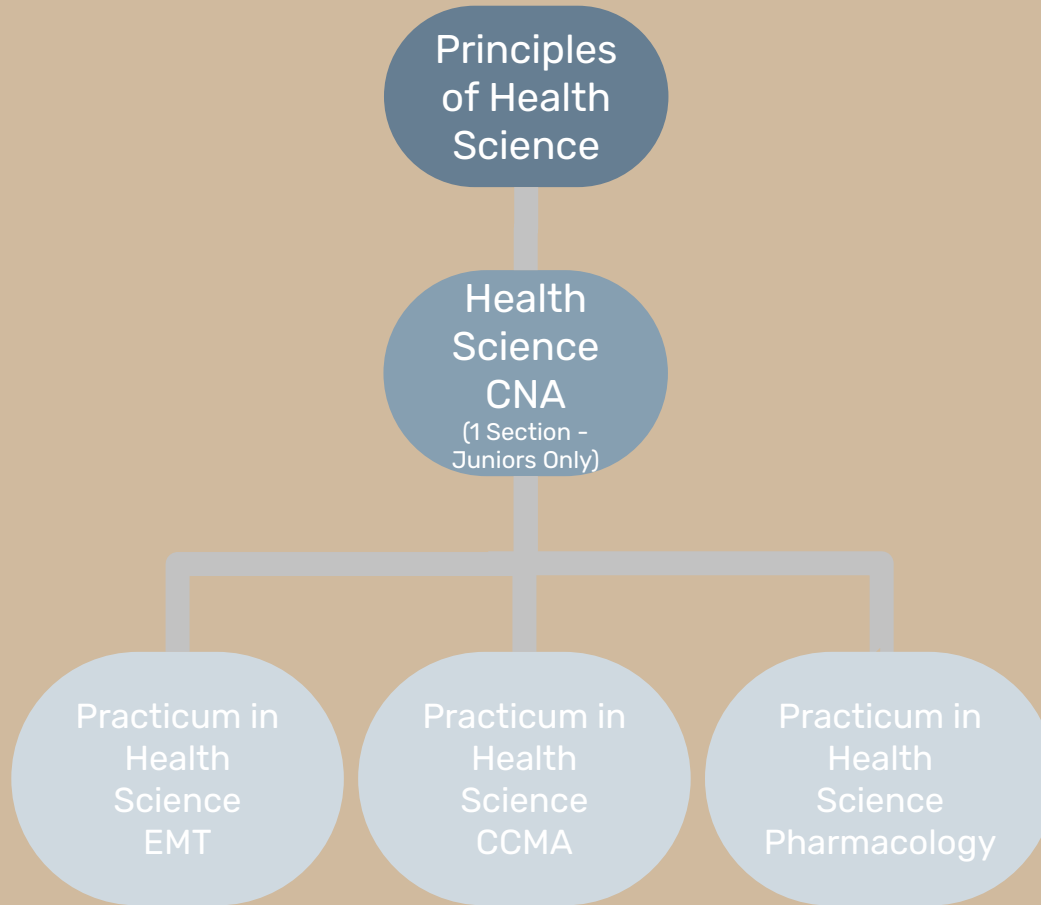 Principles
of Health
Science
Health
Science
CNA
(1 Section -
Juniors Only)
Practicum in
Health
Science
EMT
Practicum in
Health
Science
CCMA
Practicum in
Health
Science
Pharmacology